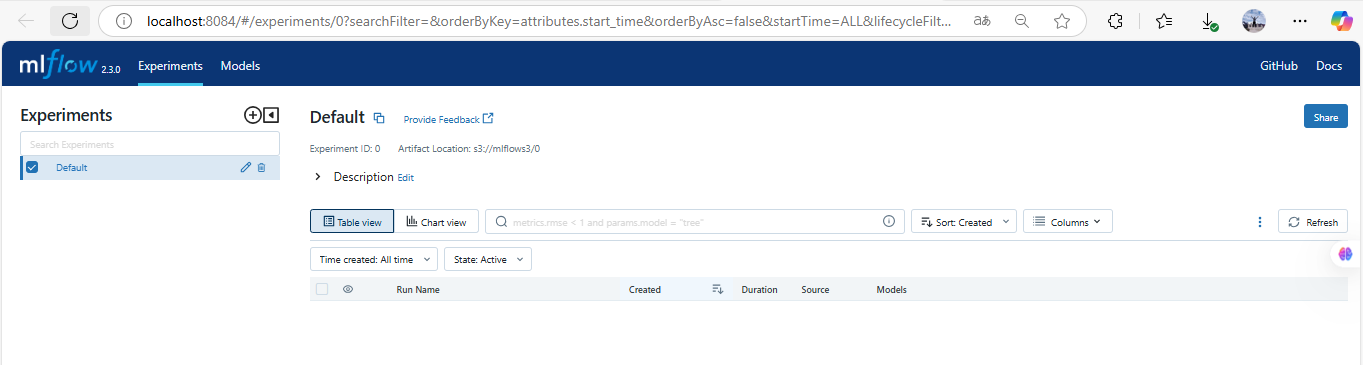 localhost:8084/#/experiments/0?searchFilter=&orderByKey=attributes.start_time&orderByAsc=false&startTime=ALL&lifecycleFilt...
mlflow 2.3.0 Experiments Models GitHub Docs
Experiments
Search Experiments
Default
Default Provide Feedback Share
Experiment ID: 0 Artifact Location: s3://mlflows3/0
Description Edit
Table view Chart view metrics.rmse < 1 and params.model = "tree" Sort: Created Columns Refresh
Time created: All time State: Active
Run Name Created Duration Source Models